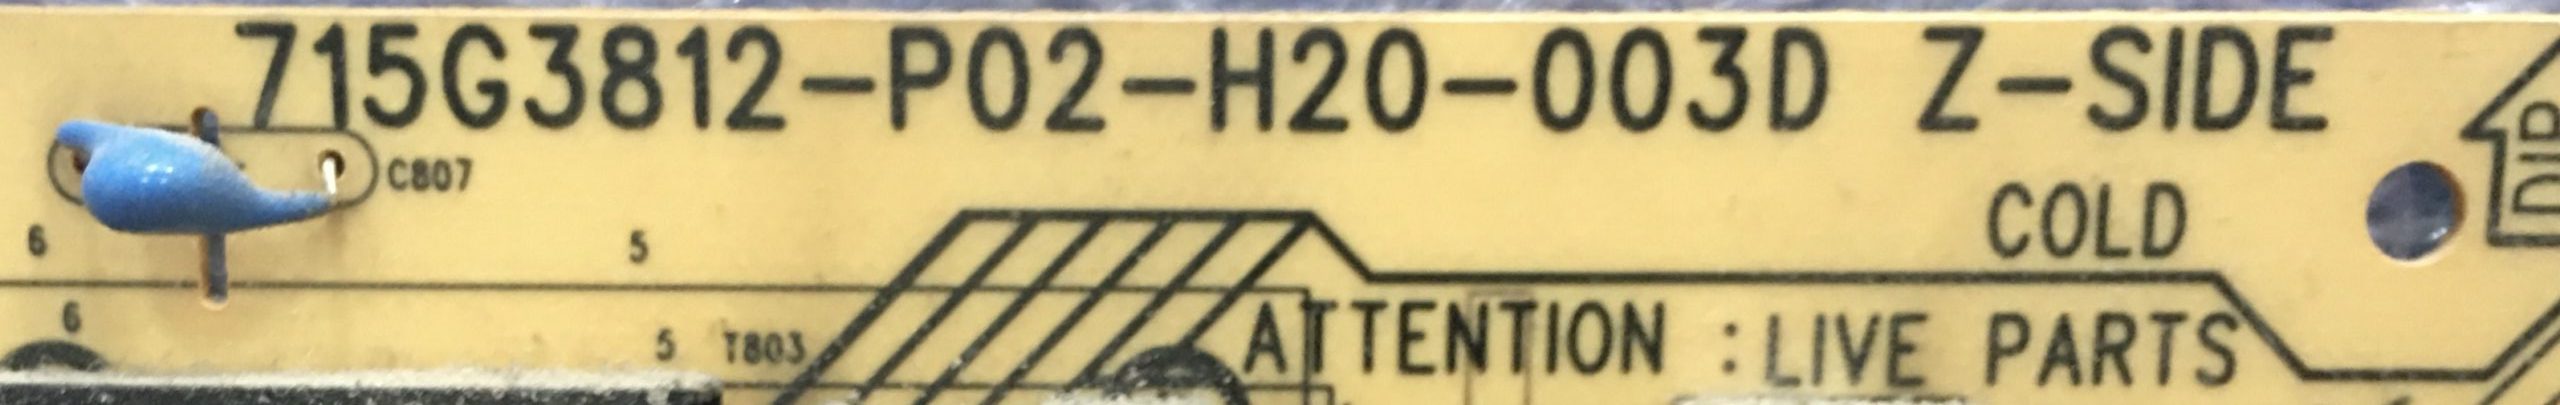 715G3812-P02-H20-003D Z-SIDE
C807
DIP
COLD
6
5
6
5
T803
ATTENTION : LIVE PARTS